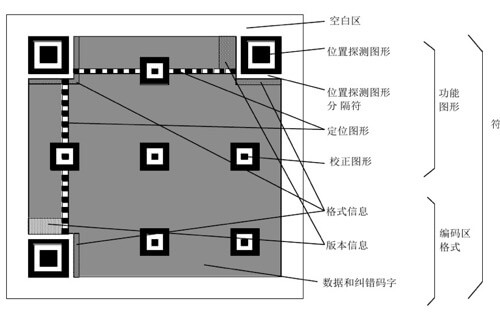 空白区
位置探测图形
位置探测图形
分 隔符
定位图形
校正图形
格式信息
版本信息
数据和纠错码字
功能
图形
编码区
格式
符